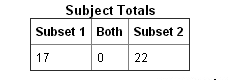 Subject Totals
Subset 1 Both Subset 2
17 0 22